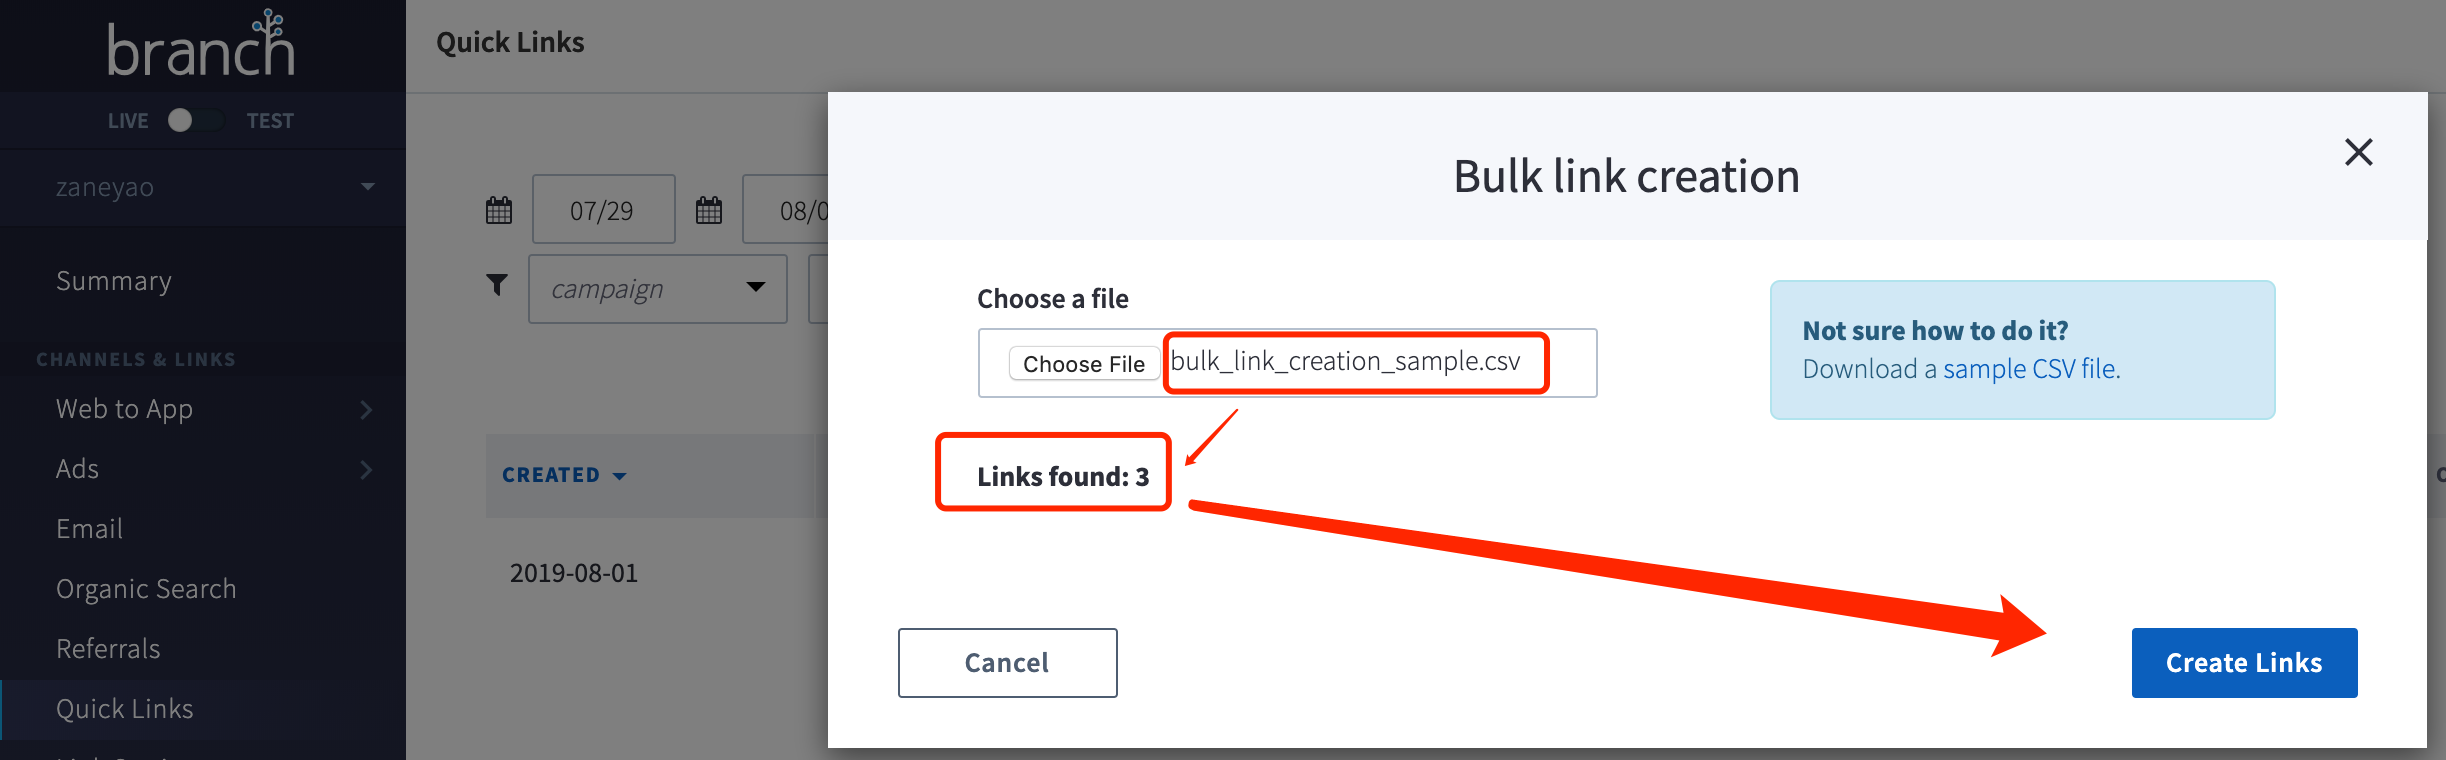 branch
LIVE TEST
zaneyao
Summary
CHANNELS & LINKS
Web to App
Ads
Email
Organic Search
Referrals
Quick Links
Quick Links
07/29
08/0
campaign
CREATED
2019-08-01
Bulk link creation
Choose a file
Choose File bulk_link_creation_sample.csv
Links found: 3
Not sure how to do it?
Download a sample CSV file.
Cancel
Create Links